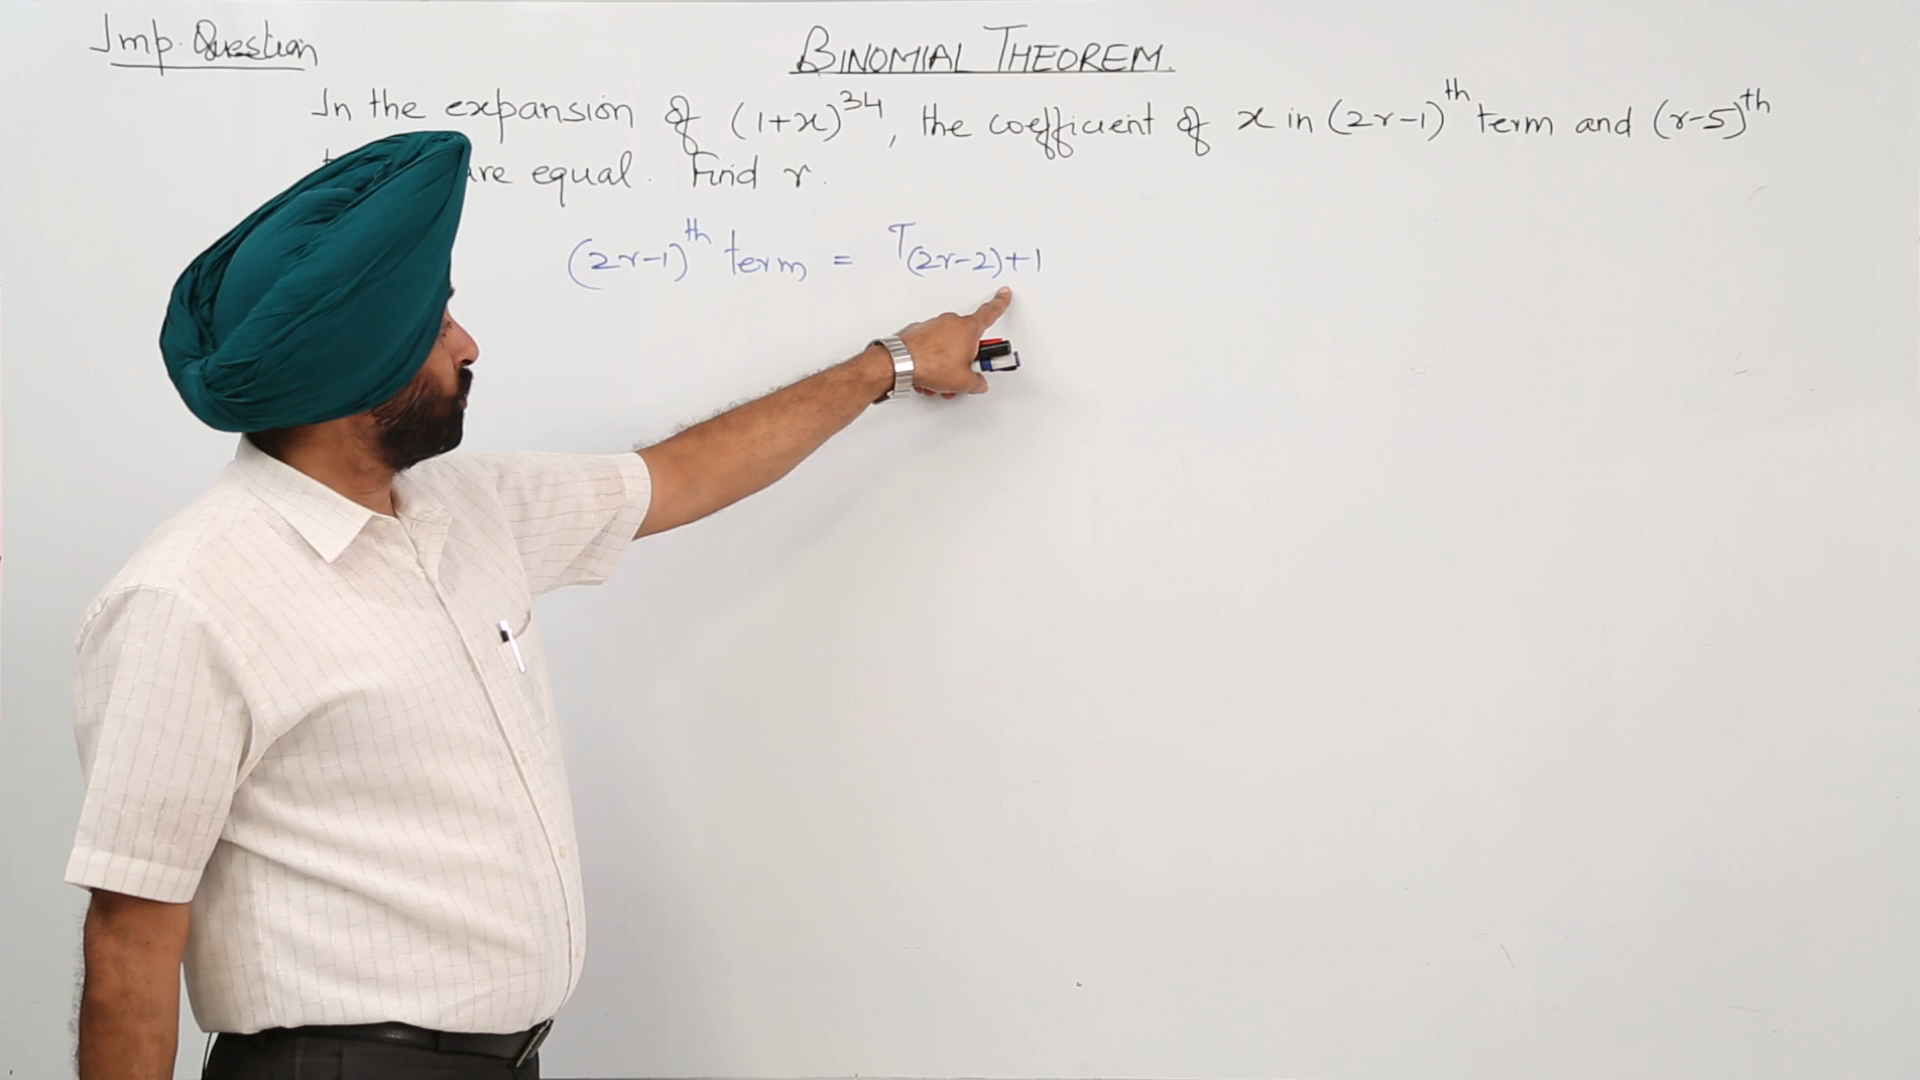 Imp. Question
BINOMIAL THEOREM.
In the expansion of (1+x)^34, the coefficient of x in (2r-1)^th term and (r-5)^th
are equal. Find r.
(2r-1)^th term = T(2r-2)+1